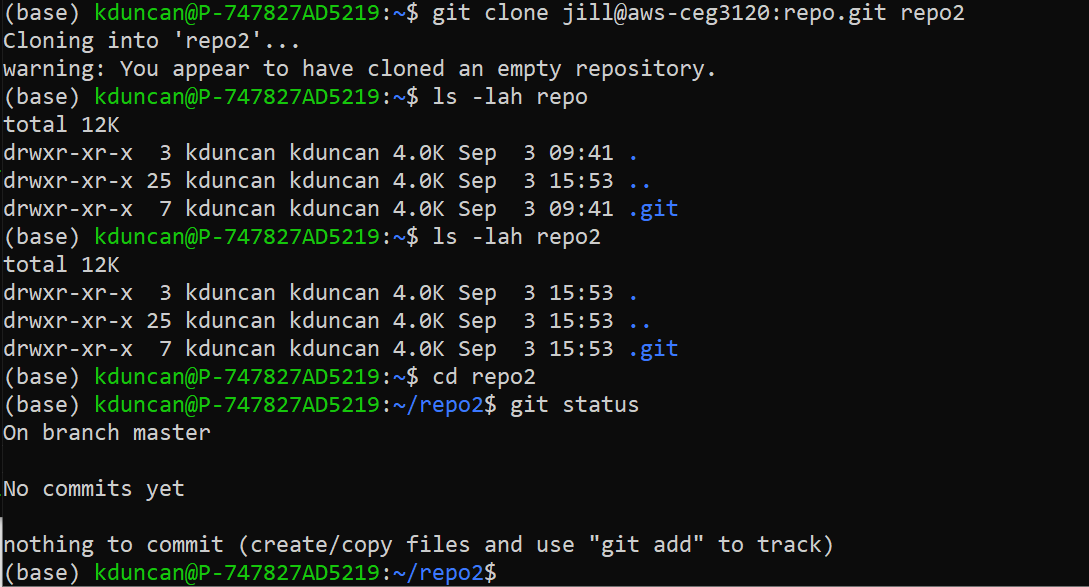 (base) kduncan@P-747827AD5219:~$ git clone jill@aws-ceg3120:repo.git repo2
Cloning into 'repo2'...
warning: You appear to have cloned an empty repository.
(base) kduncan@P-747827AD5219:~$ ls -lah repo
total 12K
drwxr-xr-x  3 kduncan kduncan 4.0K Sep  3 09:41 .
drwxr-xr-x 25 kduncan kduncan 4.0K Sep  3 15:53 ..
drwxr-xr-x  7 kduncan kduncan 4.0K Sep  3 09:41 .git
(base) kduncan@P-747827AD5219:~$ ls -lah repo2
total 12K
drwxr-xr-x  3 kduncan kduncan 4.0K Sep  3 15:53 .
drwxr-xr-x 25 kduncan kduncan 4.0K Sep  3 15:53 ..
drwxr-xr-x  7 kduncan kduncan 4.0K Sep  3 15:53 .git
(base) kduncan@P-747827AD5219:~$ cd repo2
(base) kduncan@P-747827AD5219:~/repo2$ git status
On branch master
No commits yet
nothing to commit (create/copy files and use "git add" to track)
(base) kduncan@P-747827AD5219:~/repo2$